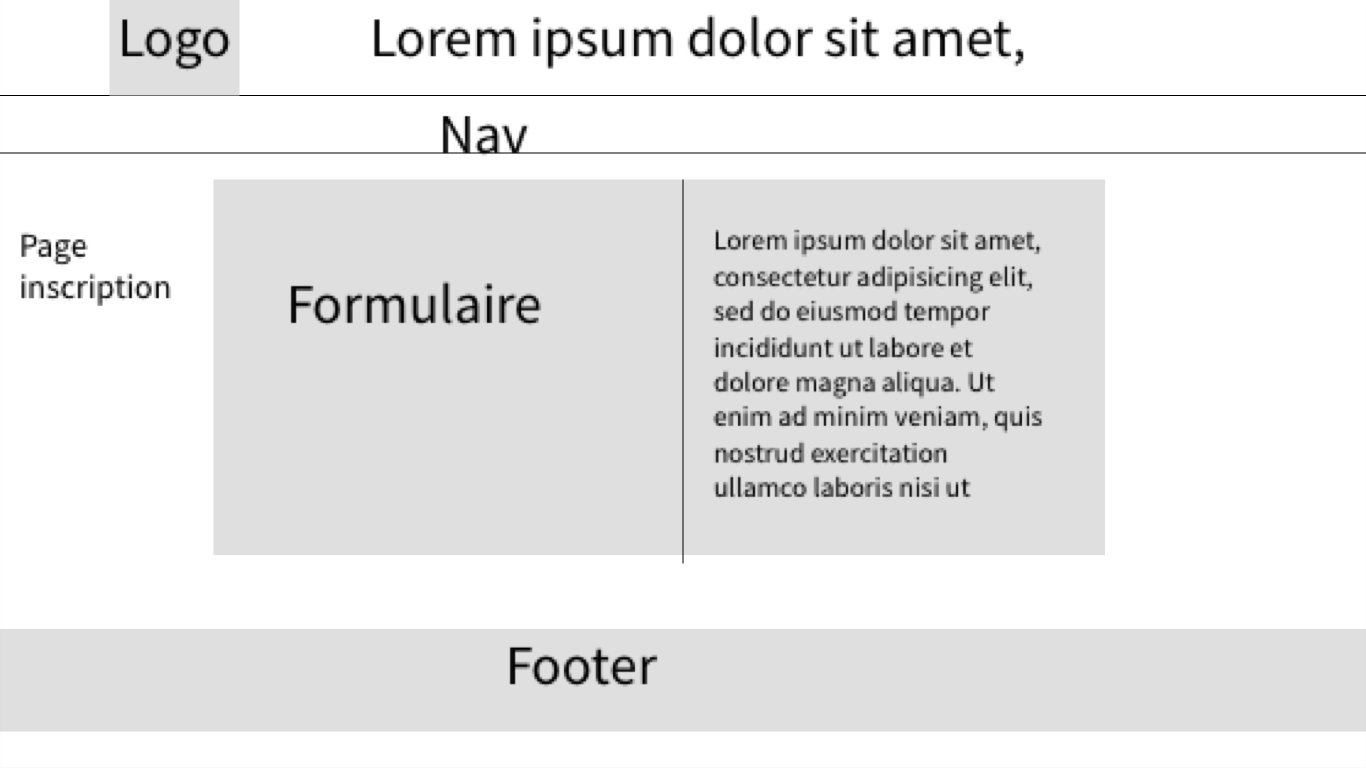 Logo
Lorem ipsum dolor sit amet,
Nav
Page
inscription
Formulaire
Lorem ipsum dolor sit amet,
consectetur adipisicing elit,
sed do eiusmod tempor
incididunt ut labore et
dolore magna aliqua. Ut
enim ad minim veniam, quis
nostrud exercitation
ullamco laboris nisi ut
Footer